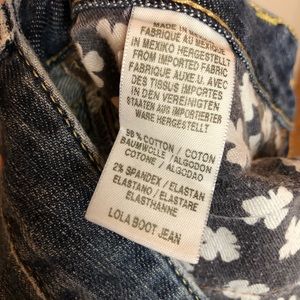 MADE IN MEXICO
FABRIQUÉ AU MEXIQUE
IN MEXIKO HERGESTELLT
FROM IMPORTED FABRIC
FABRIQUE AUX E.U. AVEC
DES TISSUS IMPORTES
IN DEN VEREINIGTEN
STAATEN AUS IMPORTIERTER
WARE HERGESTELLT
98% COTTON / COTON
BAUMWOLLE / ALGODON
COTONE / ALGODAO
2% SPANDEX / ELASTAN
ELASTANO / ELASTARE
ELASTHANNE
LOLA BOOT JEAN